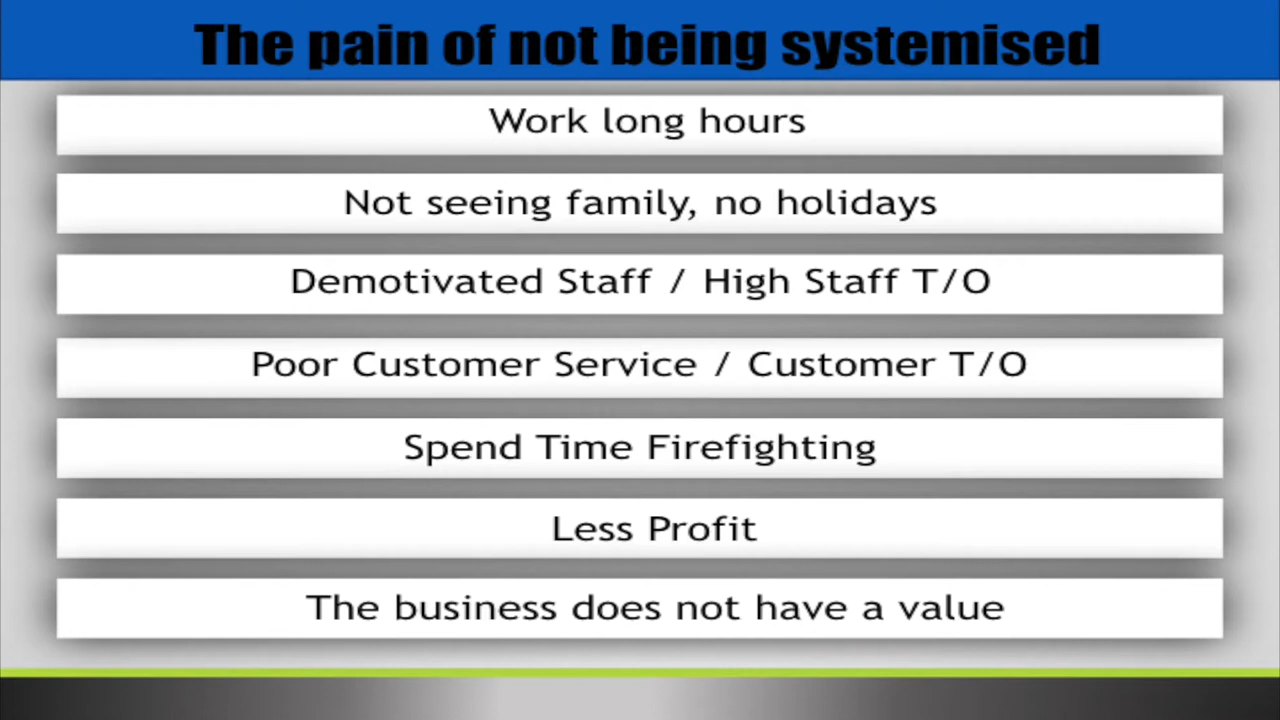 The pain of not being systemised
Work long hours
Not seeing family, no holidays
Demotivated Staff / High Staff T/O
Poor Customer Service / Customer T/O
Spend Time Firefighting
Less Profit
The business does not have a value